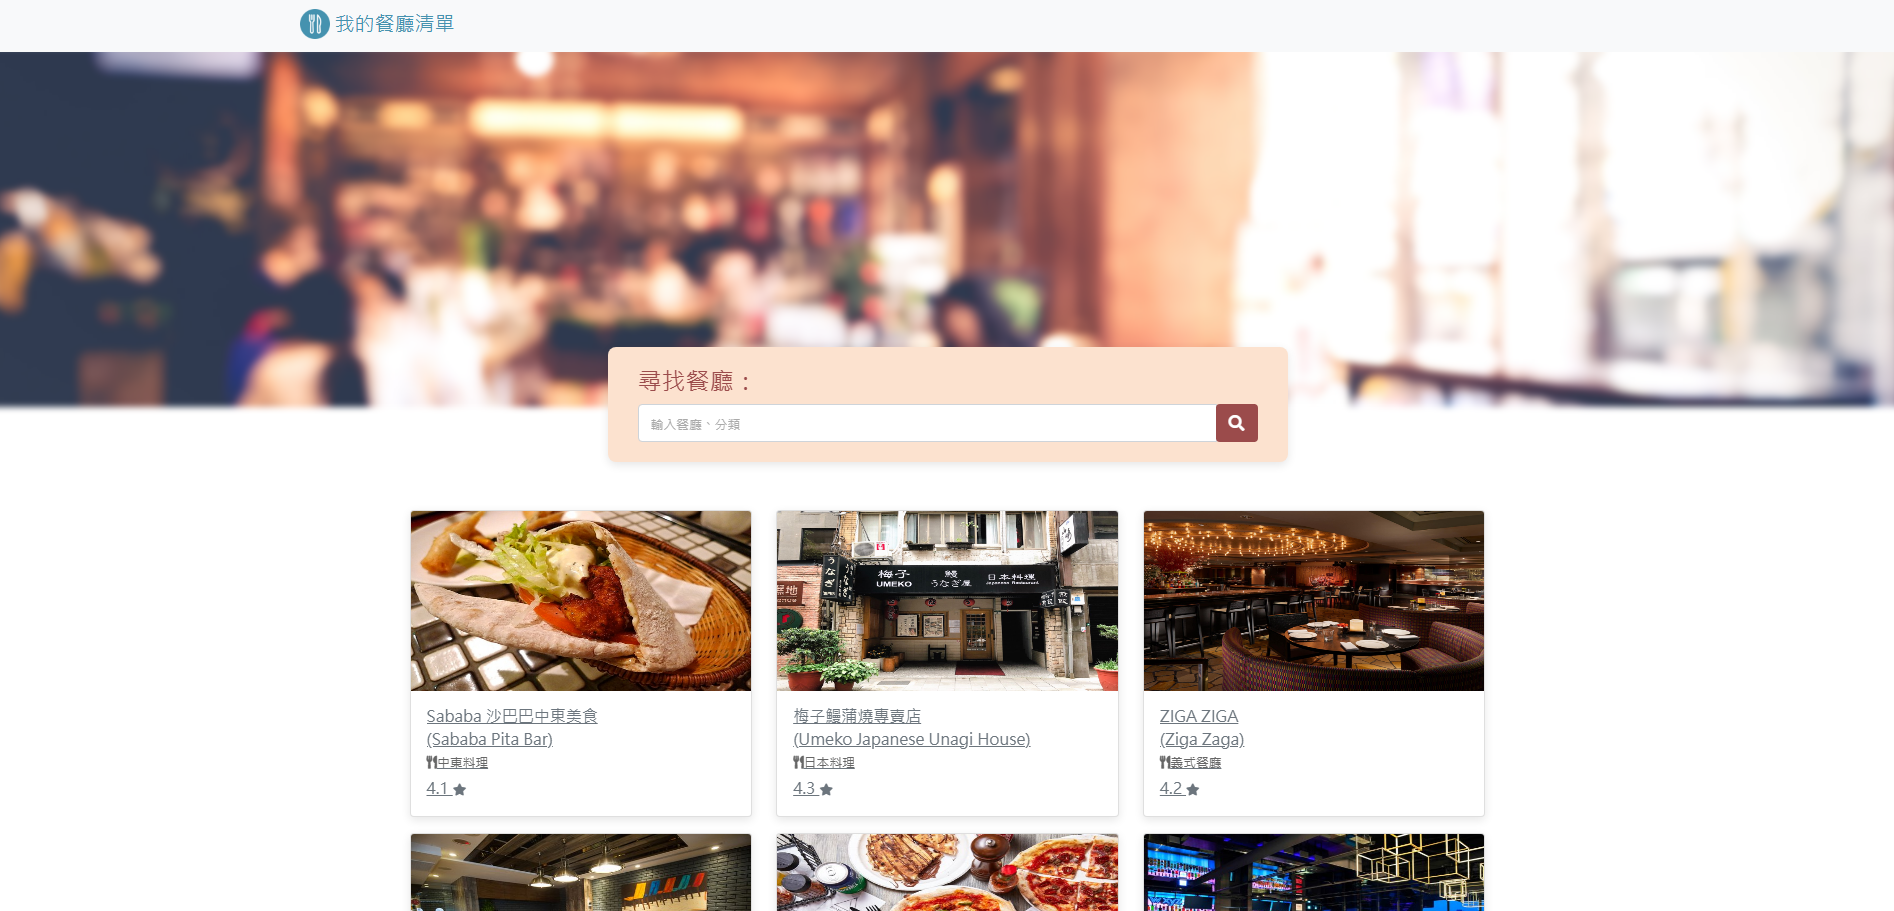 我的餐廳清單
尋找餐廳：
輸入餐廳、分類
梅子
UMEKO
鰻
うなぎ屋
日本料理
Japanese Restaurant
うなぎ
Sababa 沙巴巴中東美食
(Sababa Pita Bar)
中東料理
4.1
梅子鰻蒲燒專賣店
(Umeko Japanese Unagi House)
日本料理
4.3
ZIGA ZIGA
(Ziga Zaga)
義式餐廳
4.2